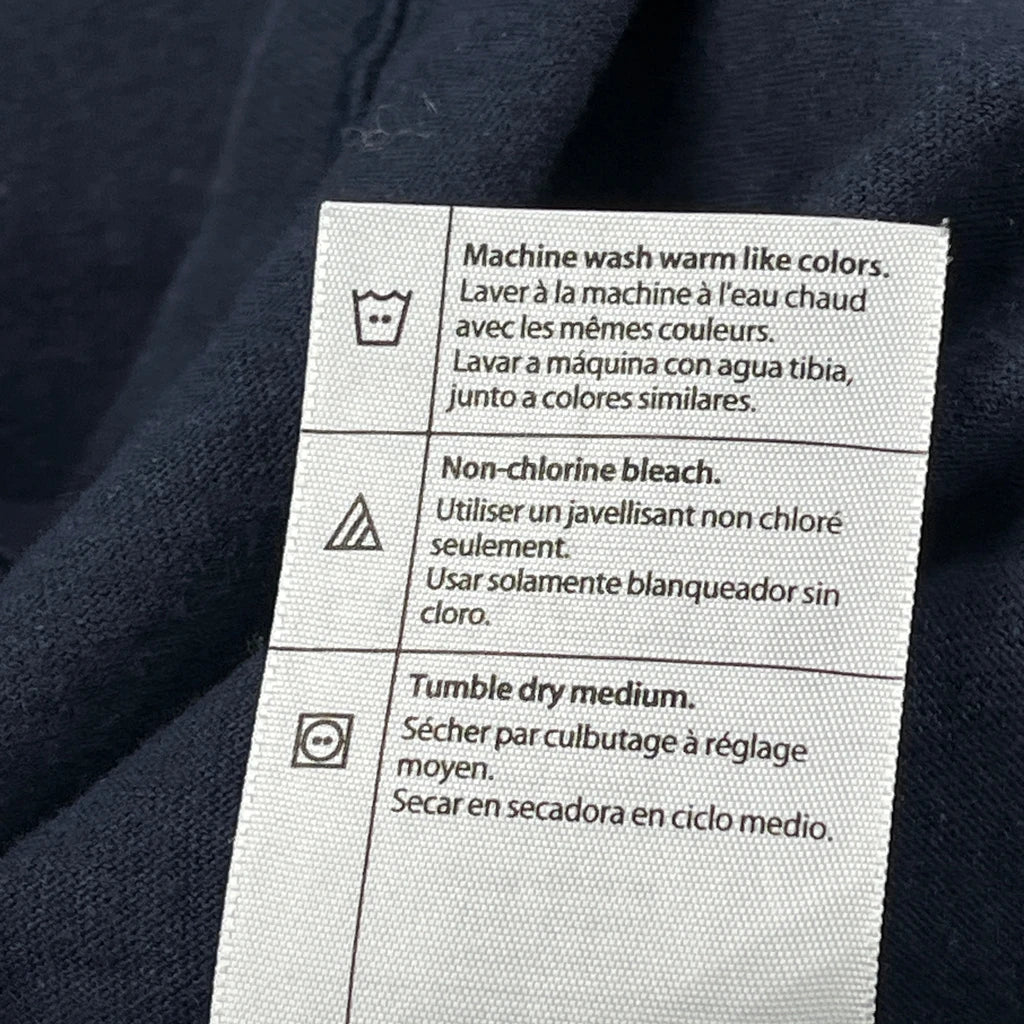 Machine wash warm like colors.
Laver à la machine à l'eau chaud
avec les mêmes couleurs.
Lavar a máquina con agua tibia,
junto a colores similares.
Non-chlorine bleach.
Utiliser un javellisant non chloré
seulement.
Usar solamente blanqueador sin
cloro.
Tumble dry medium.
Sécher par culbutage à réglage
moyen.
Secar en secadora en ciclo medio.